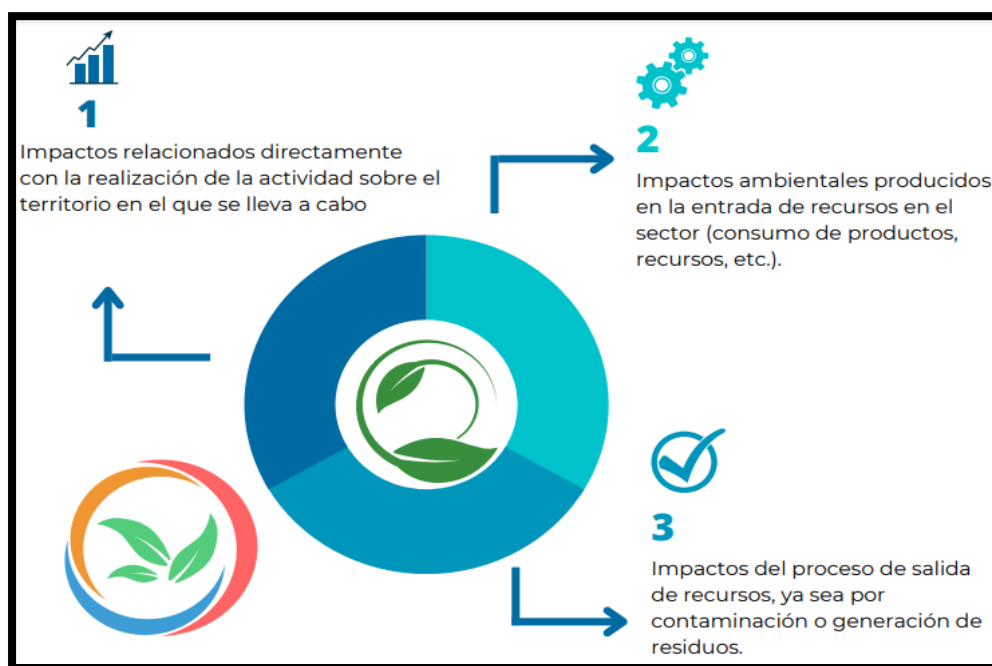 1
Impactos relacionados directamente
con la realización de la actividad sobre el
territorio en el que se lleva a cabo
2
Impactos ambientales producidos
en la entrada de recursos en el
sector (consumo de productos,
recursos, etc.).
3
Impactos del proceso de salida
de recursos, ya sea por
contaminación o generación de
residuos.